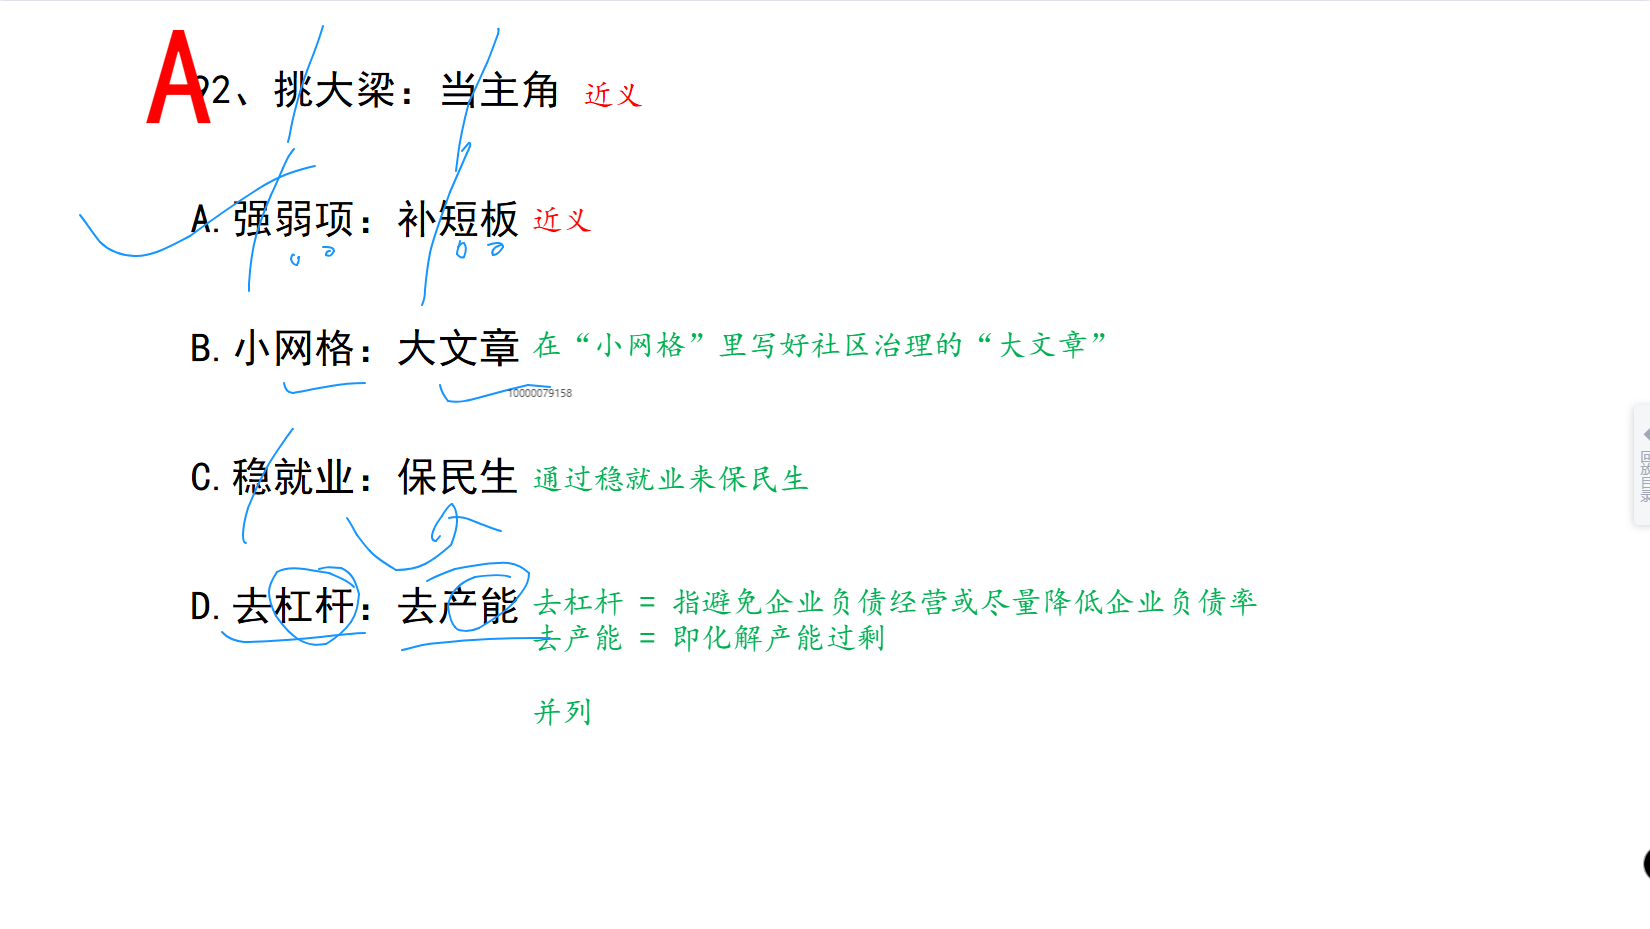 A
92、挑大梁：当主角 近义
A.强弱项：补短板 近义
B.小网格：大文章 在“小网格”里写好社区治理的“大文章”
10000079158
C.稳就业：保民生 通过稳就业来保民生
D.去杠杆：去产能 去杠杆 = 指避免企业负债经营或尽量降低企业负债率
去产能 = 即化解产能过剩
并列
回放目录